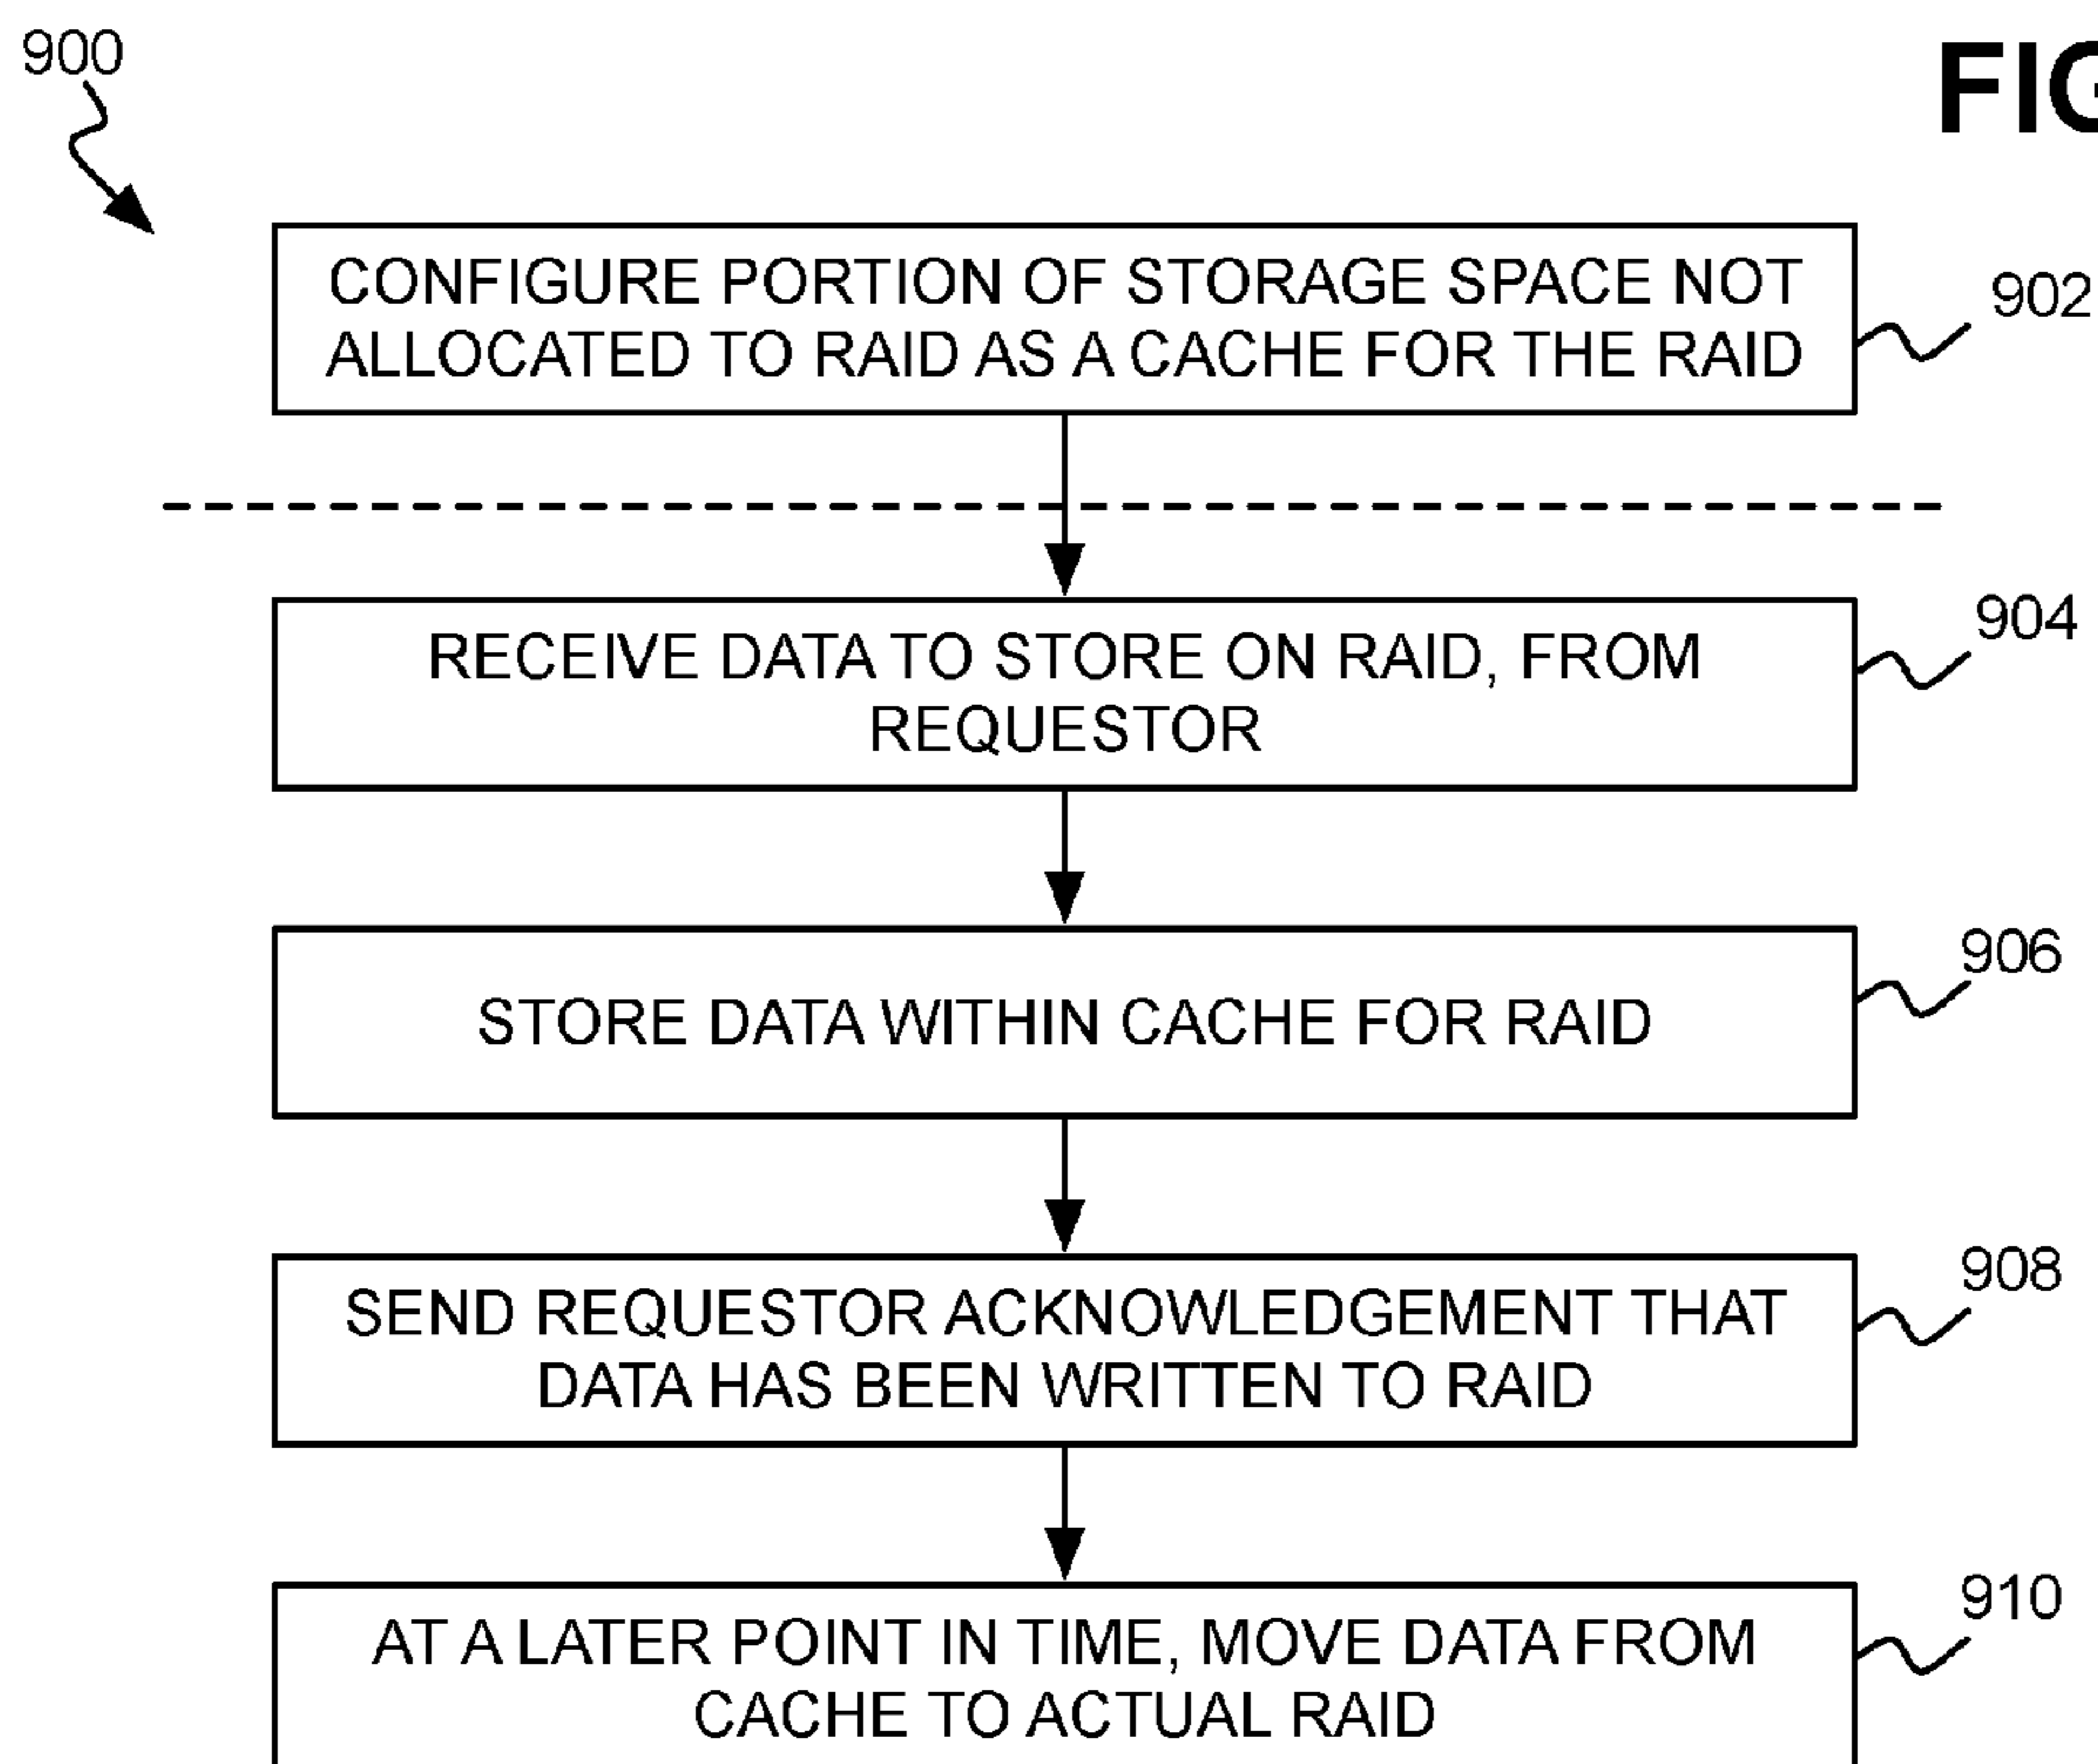 900
FIG
CONFIGURE PORTION OF STORAGE SPACE NOT
ALLOCATED TO RAID AS A CACHE FOR THE RAID
902
RECEIVE DATA TO STORE ON RAID, FROM
REQUESTOR
904
STORE DATA WITHIN CACHE FOR RAID
906
SEND REQUESTOR ACKNOWLEDGEMENT THAT
DATA HAS BEEN WRITTEN TO RAID
908
AT A LATER POINT IN TIME, MOVE DATA FROM
CACHE TO ACTUAL RAID
910